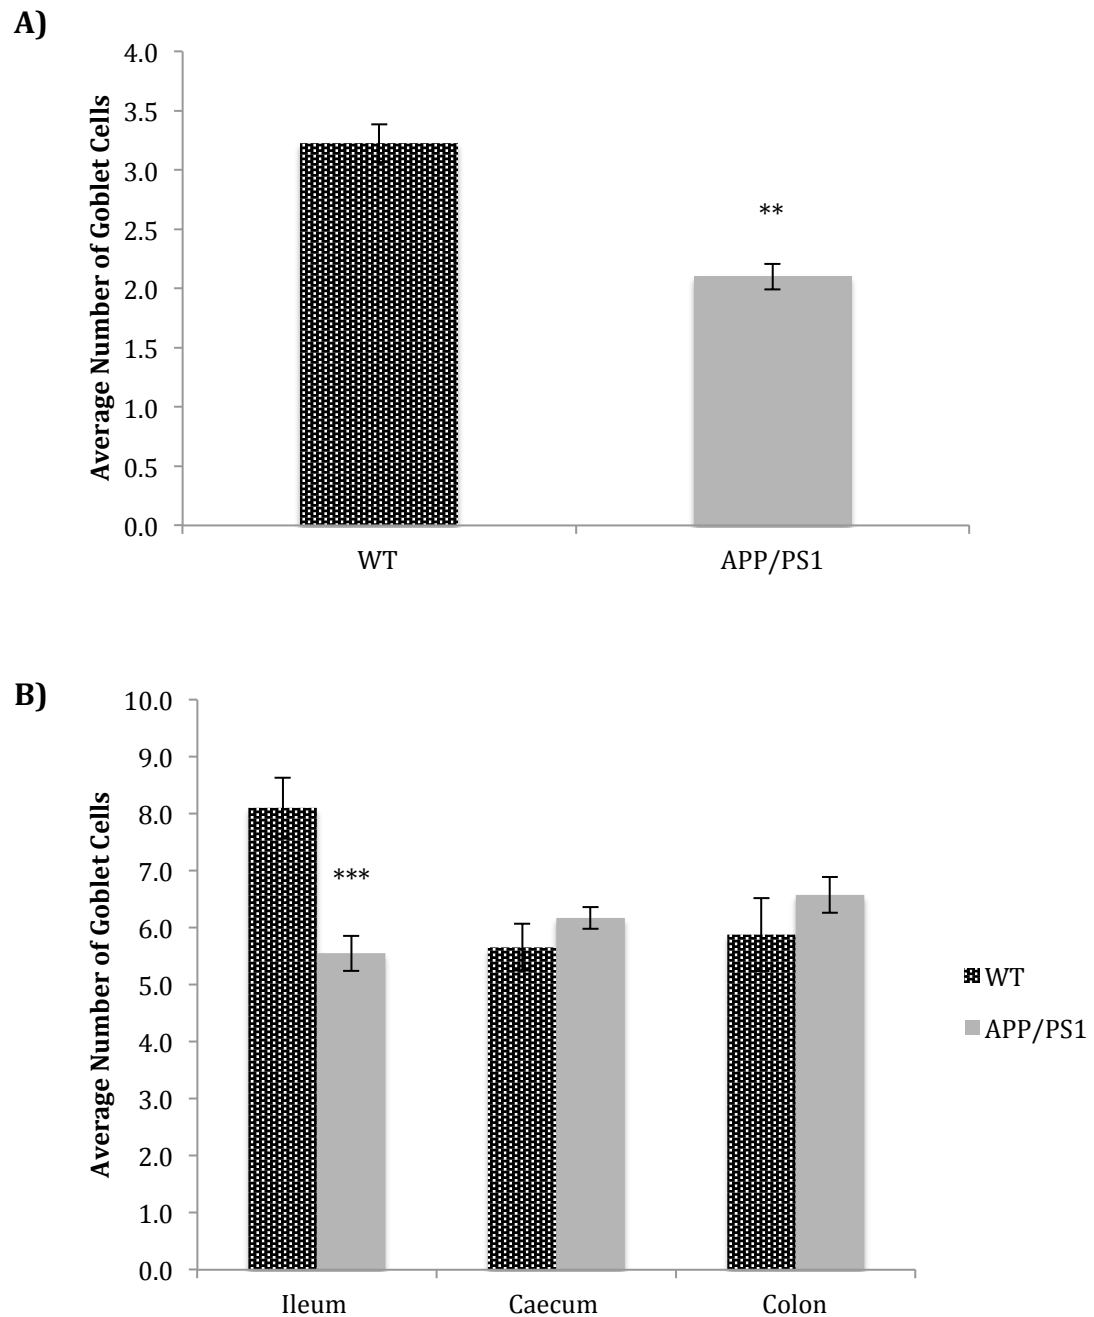 A)
Average Number of Goblet Cells
4.0
3.5
3.0
2.5
2.0
1.5
1.0
0.5
0.0
**
WT
APP/PS1
B)
Average Number of Goblet Cells
10.0
9.0
8.0
7.0
6.0
5.0
4.0
3.0
2.0
1.0
0.0
***
Ileum
Caecum
Colon
WT
APP/PS1